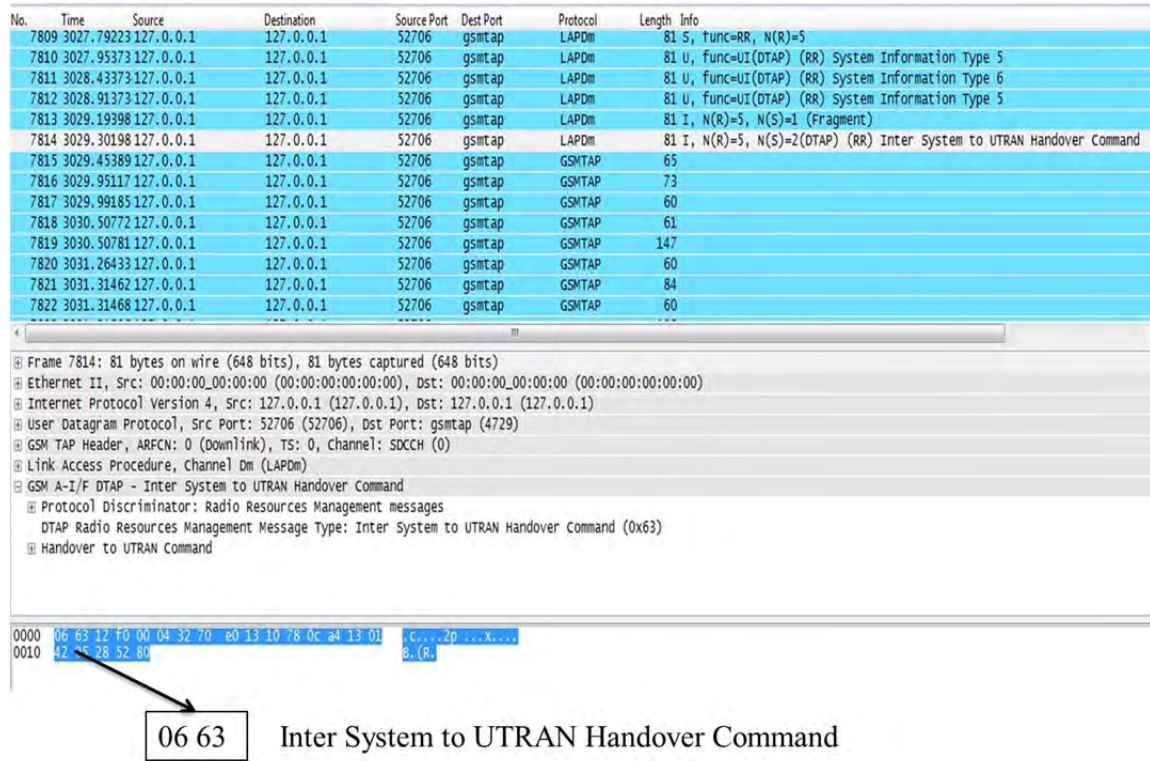 No. Time Source Destination Source Port Dest Port Protocol Length Info
7809 3027.79223 127.0.0.1 127.0.0.1 52706 gsmtap LAPDm 81 S, func=RR, N(R)=5
7810 3027.95373 127.0.0.1 127.0.0.1 52706 gsmtap LAPDm 81 U, func=UI(DTAP) (RR) System Information Type 5
7811 3028.43373 127.0.0.1 127.0.0.1 52706 gsmtap LAPDm 81 U, func=UI(DTAP) (RR) System Information Type 6
7812 3028.91373 127.0.0.1 127.0.0.1 52706 gsmtap LAPDm 81 U, func=UI(DTAP) (RR) System Information Type 5
7813 3029.19398 127.0.0.1 127.0.0.1 52706 gsmtap LAPDm 81 I, N(R)=5, N(S)=1 (Fragment)
7814 3029.30198 127.0.0.1 127.0.0.1 52706 gsmtap LAPDm 81 I, N(R)=5, N(S)=2(DTAP) (RR) Inter System to UTRAN Handover Command
7815 3029.45389 127.0.0.1 127.0.0.1 52706 gsmtap GSMTAP 65
7816 3029.95117 127.0.0.1 127.0.0.1 52706 gsmtap GSMTAP 73
7817 3029.99185 127.0.0.1 127.0.0.1 52706 gsmtap GSMTAP 60
7818 3030.50772 127.0.0.1 127.0.0.1 52706 gsmtap GSMTAP 61
7819 3030.50781 127.0.0.1 127.0.0.1 52706 gsmtap GSMTAP 147
7820 3031.26433 127.0.0.1 127.0.0.1 52706 gsmtap GSMTAP 60
7821 3031.31462 127.0.0.1 127.0.0.1 52706 gsmtap GSMTAP 84
7822 3031.31468 127.0.0.1 127.0.0.1 52706 gsmtap GSMTAP 60
Frame 7814: 81 bytes on wire (648 bits), 81 bytes captured (648 bits)
Ethernet II, Src: 00:00:00_00:00:00 (00:00:00:00:00:00), Dst: 00:00:00_00:00:00 (00:00:00:00:00:00)
Internet Protocol Version 4, Src: 127.0.0.1 (127.0.0.1), Dst: 127.0.0.1 (127.0.0.1)
User Datagram Protocol, Src Port: 52706 (52706), Dst Port: gsmtap (4729)
GSM TAP Header, ARFCN: 0 (Downlink), TS: 0, Channel: SDCCH (0)
Link Access Procedure, Channel Dm (LAPDm)
GSM A-I/F DTAP - Inter System to UTRAN Handover Command
Protocol Discriminator: Radio Resources Management messages
DTAP Radio Resources Management Message Type: Inter System to UTRAN Handover Command (0x63)
Handover to UTRAN Command
0000 06 63 12 f0 00 04 32 70 e0 13 10 78 0c a4 13 01 .c....2p ...x....
0010 42 28 52 80 B.(R.
06 63 Inter System to UTRAN Handover Command